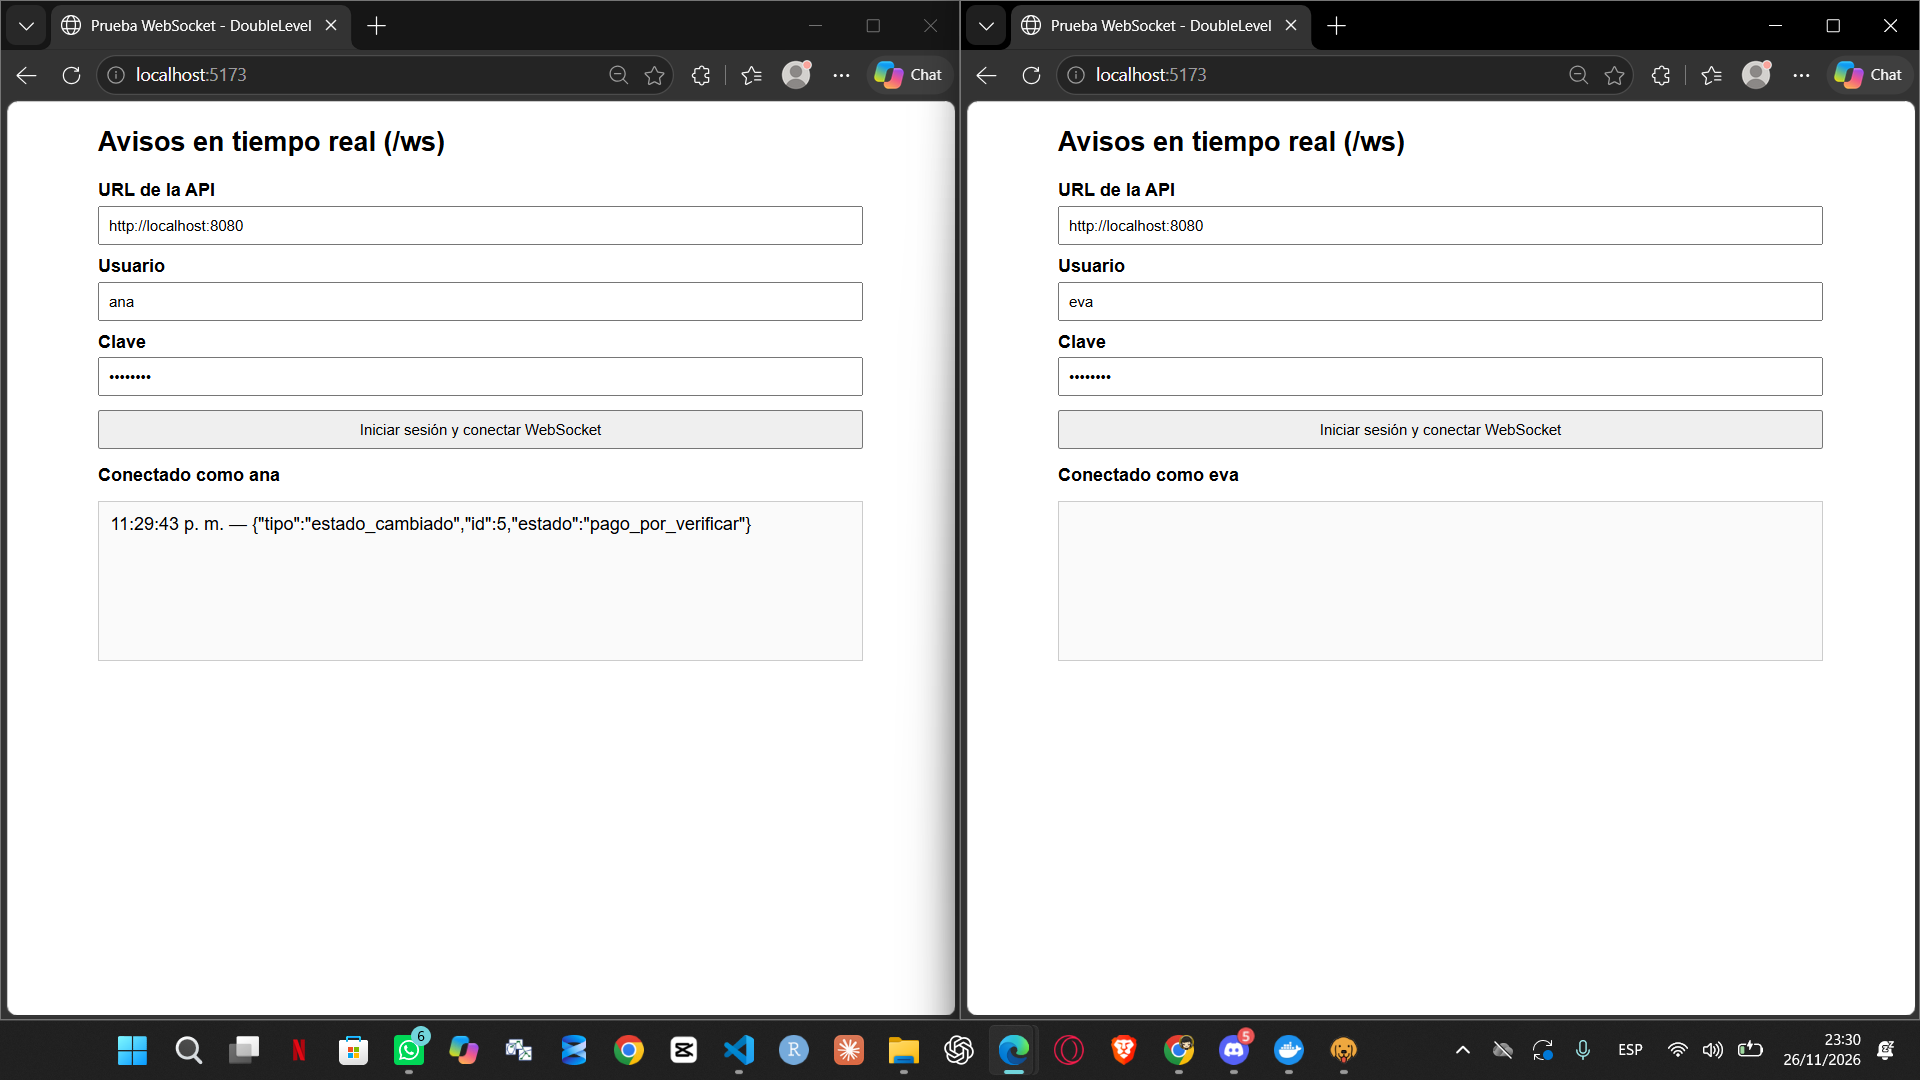 Prueba WebSocket - DoubleLevel
localhost:5173
Chat
Avisos en tiempo real (/ws)
URL de la API
http://localhost:8080
Usuario
ana
Clave
••••••••
Iniciar sesión y conectar WebSocket
Conectado como ana
11:29:43 p. m. — {"tipo":"estado_cambiado","id":5,"estado":"pago_por_verificar"}
Prueba WebSocket - DoubleLevel
localhost:5173
Chat
Avisos en tiempo real (/ws)
URL de la API
http://localhost:8080
Usuario
eva
Clave
••••••••
Iniciar sesión y conectar WebSocket
Conectado como eva
N
6
R
5
ESP
23:30
26/11/2026